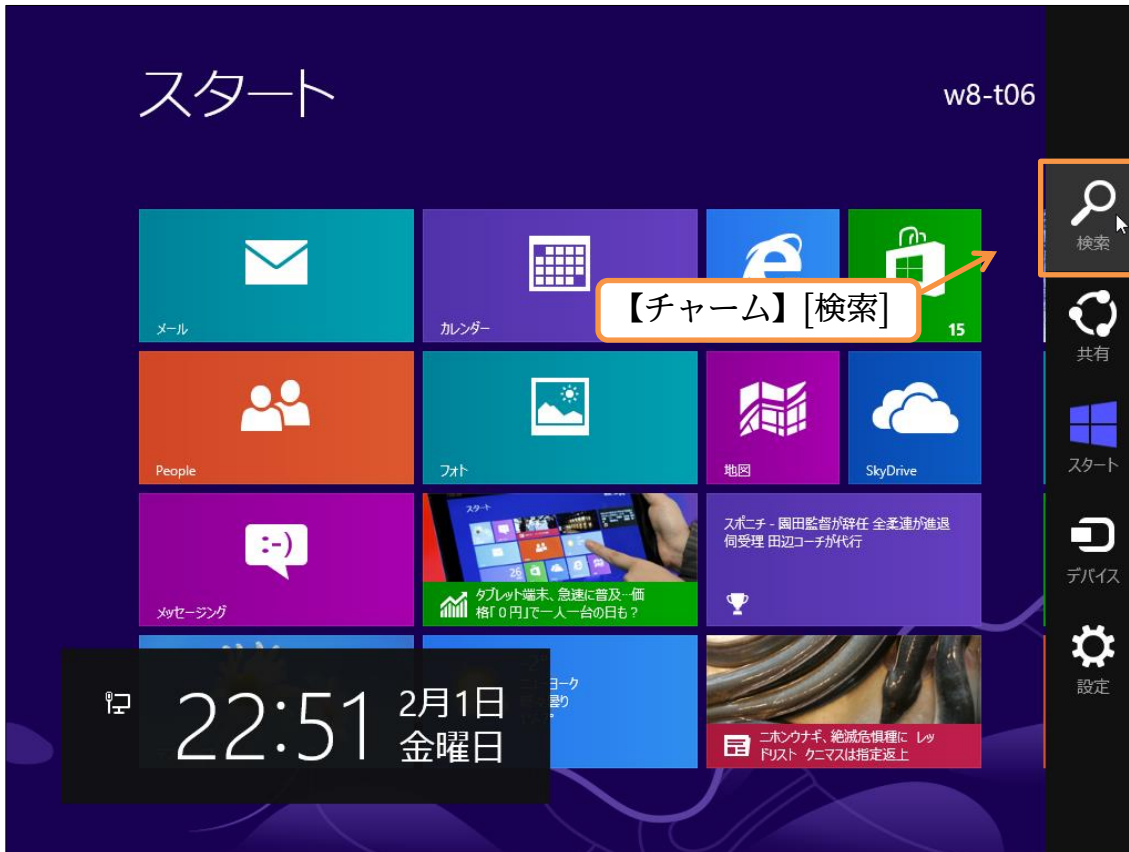 スタート
w8-t06
検索
【チャーム】[検索]
メール
カレンダー
15
共有
People
フォト
地図
SkyDrive
スタート
スタート
26
スポニチ - 園田監督が辞任 全柔連が進退
伺受理 田辺コーチが代行
デバイス
メッセージング
タブレット端末、急速に普及…価
格「０円」で一人一台の日も？
設定
22:51
2月1日
金曜日
ニホンウナギ、絶滅危惧種に レッ
ドリスト クニマスは指定返上